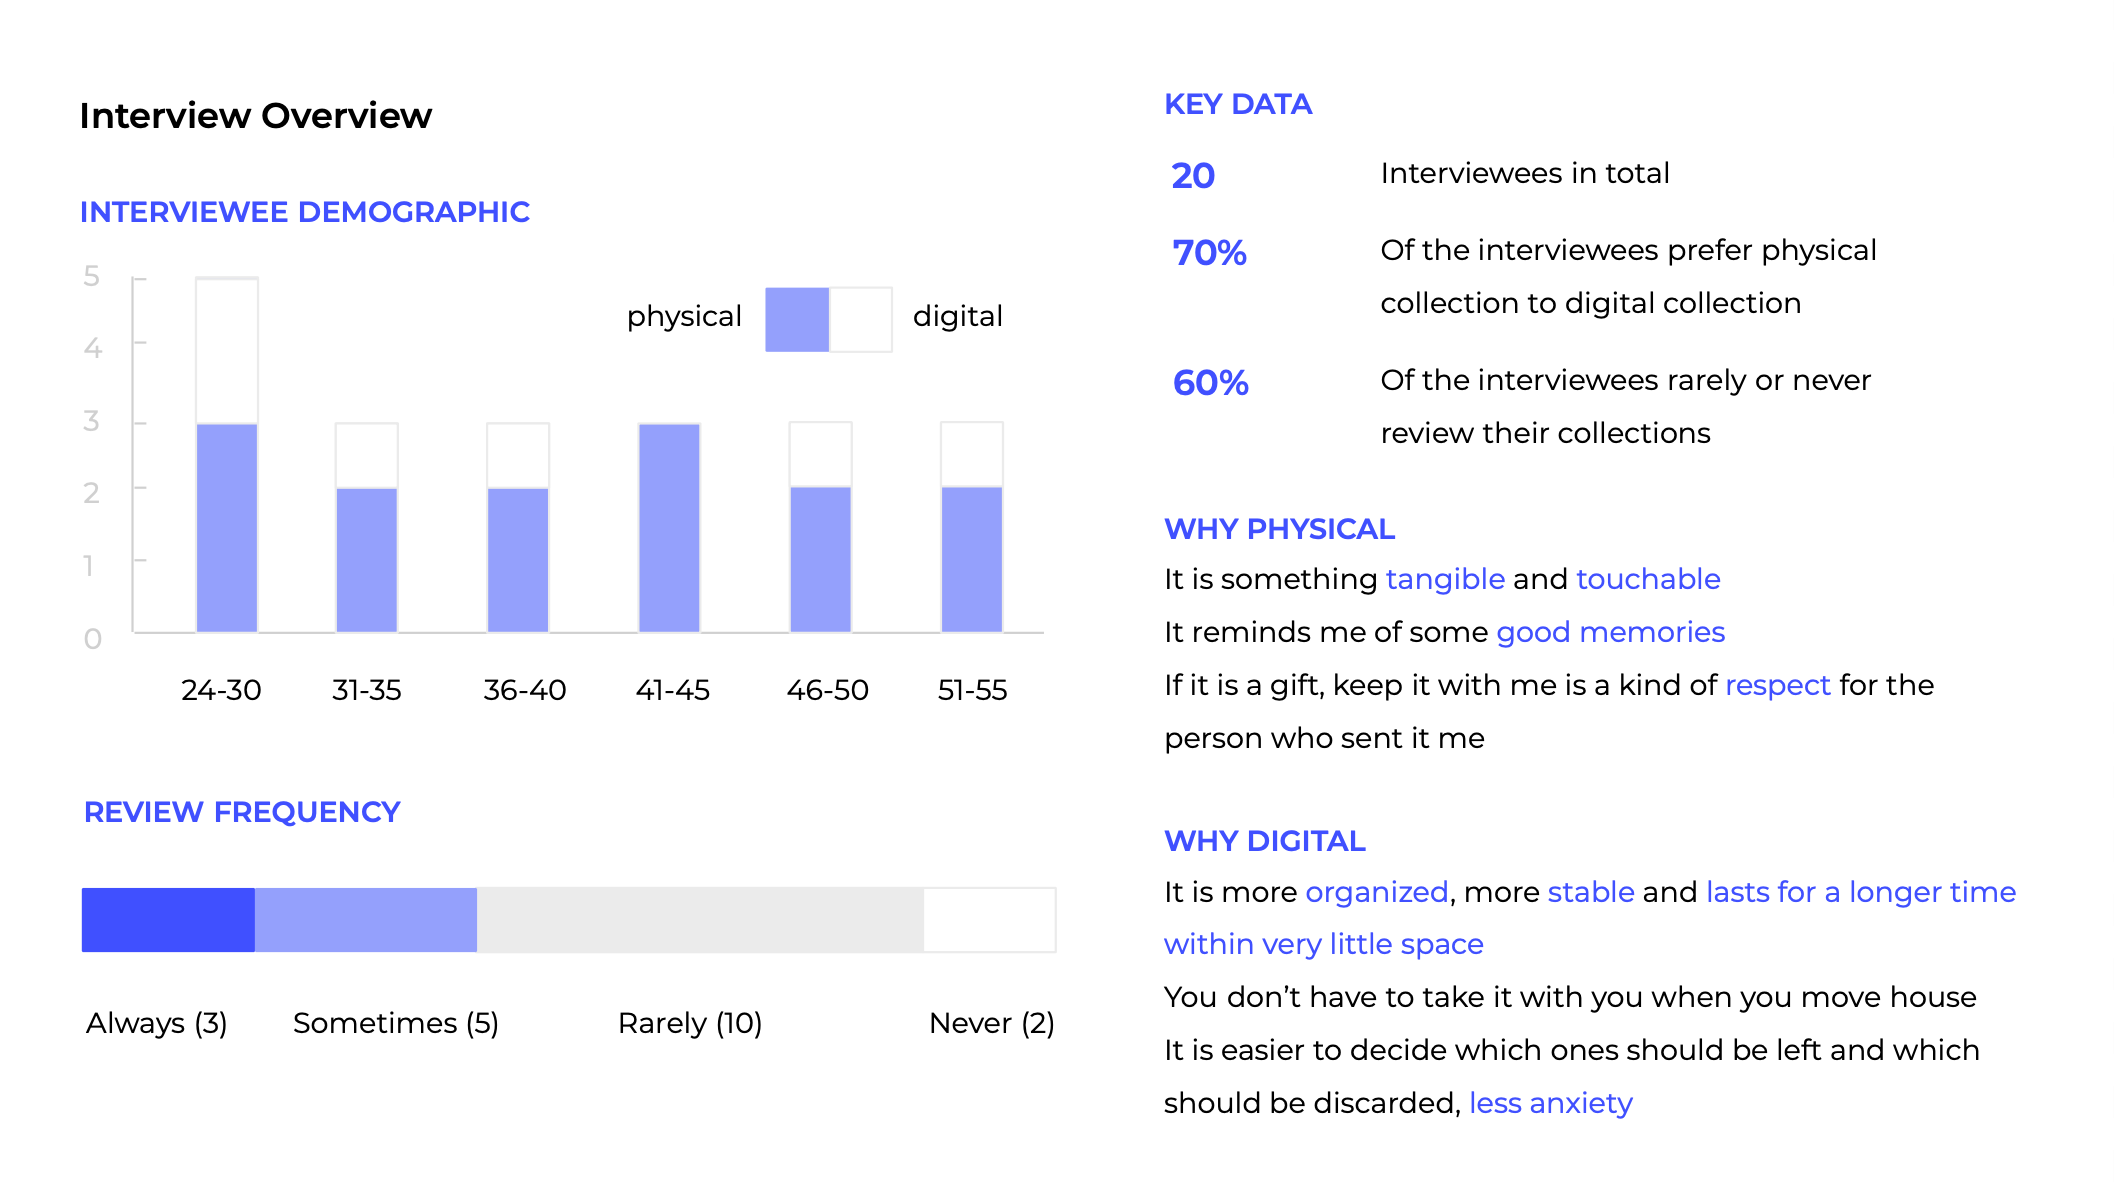 Interview Overview
INTERVIEWEE DEMOGRAPHIC
5
4
3
2
1
0
physical
digital
24-30
31-35
36-40
41-45
46-50
51-55
REVIEW FREQUENCY
Always (3)
Sometimes (5)
Rarely (10)
Never (2)
KEY DATA
20
Interviewees in total
70%
Of the interviewees prefer physical
collection to digital collection
60%
Of the interviewees rarely or never
review their collections
WHY PHYSICAL
It is something tangible and touchable
It reminds me of some good memories
If it is a gift, keep it with me is a kind of respect for the
person who sent it me
WHY DIGITAL
It is more organized, more stable and lasts for a longer time
within very little space
You don’t have to take it with you when you move house
It is easier to decide which ones should be left and which
should be discarded, less anxiety